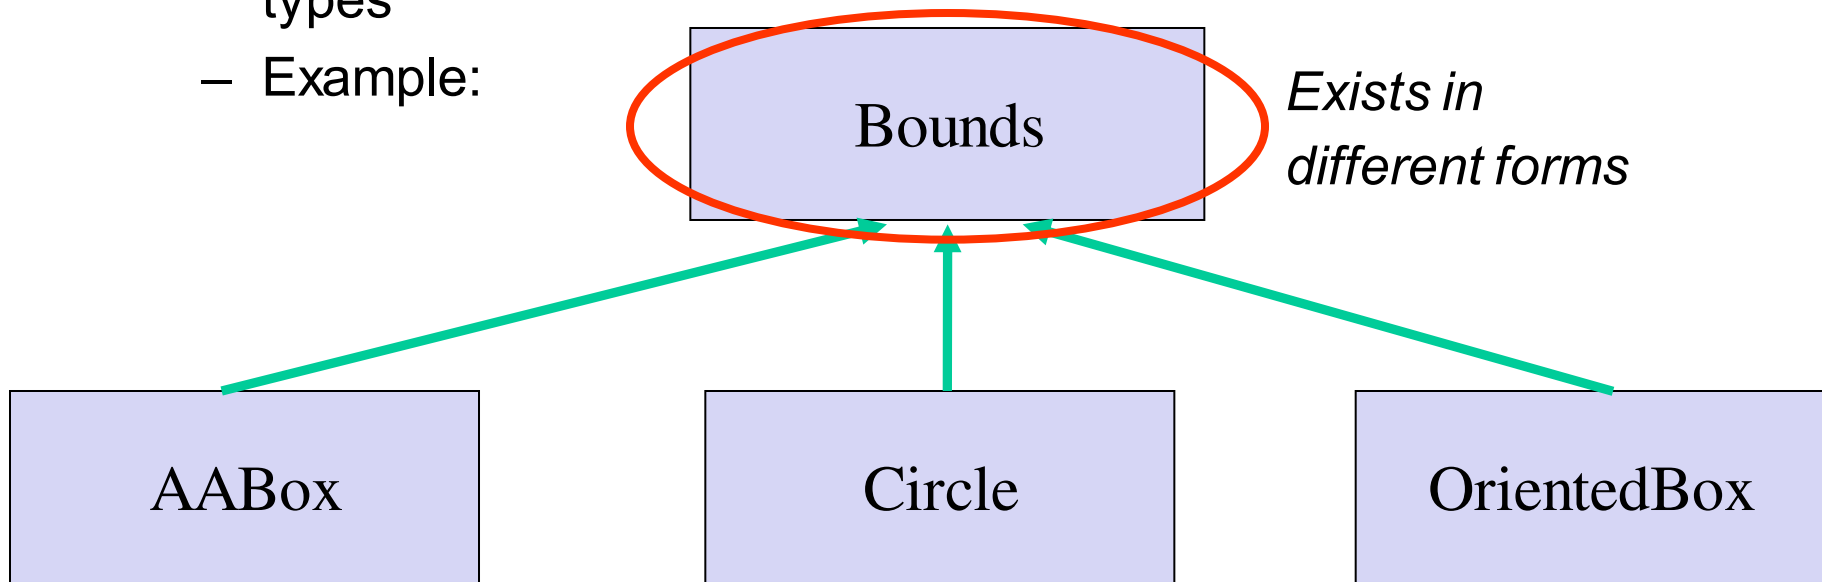 types
– Example:
Bounds
Exists in
different forms
AABox
Circle
OrientedBox